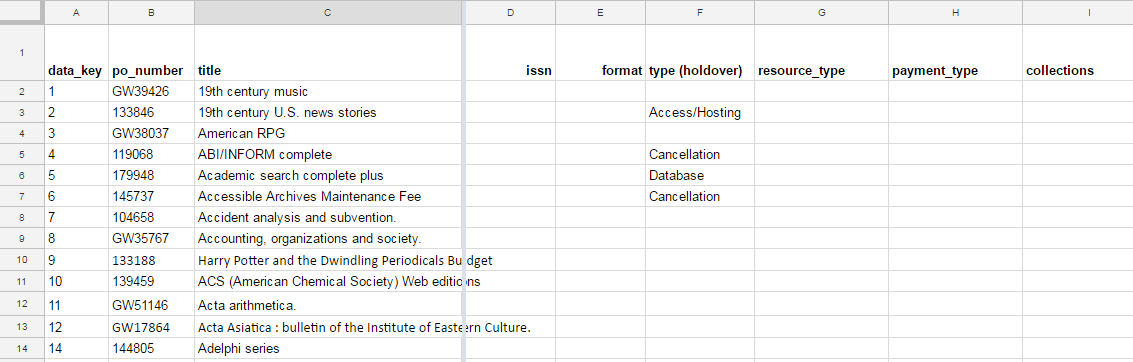 A B C D E F G H I
1 data_key po_number title issn format type (holdover) resource_type payment_type collections
2 1 GW39426 19th century music
3 2 133846 19th century U.S. news stories Access/Hosting
4 3 GW38037 American RPG
5 4 119068 ABI/INFORM complete Cancellation
6 5 179948 Academic search complete plus Database
7 6 145737 Accessible Archives Maintenance Fee Cancellation
8 7 104658 Accident analysis and subvention.
9 8 GW35767 Accounting, organizations and society.
10 9 133188 Harry Potter and the Dwindling Periodicals Budget
11 10 139459 ACS (American Chemical Society) Web editions
12 11 GW51146 Acta arithmetica.
13 12 GW17864 Acta Asiatica : bulletin of the Institute of Eastern Culture.
14 14 144805 Adelphi series